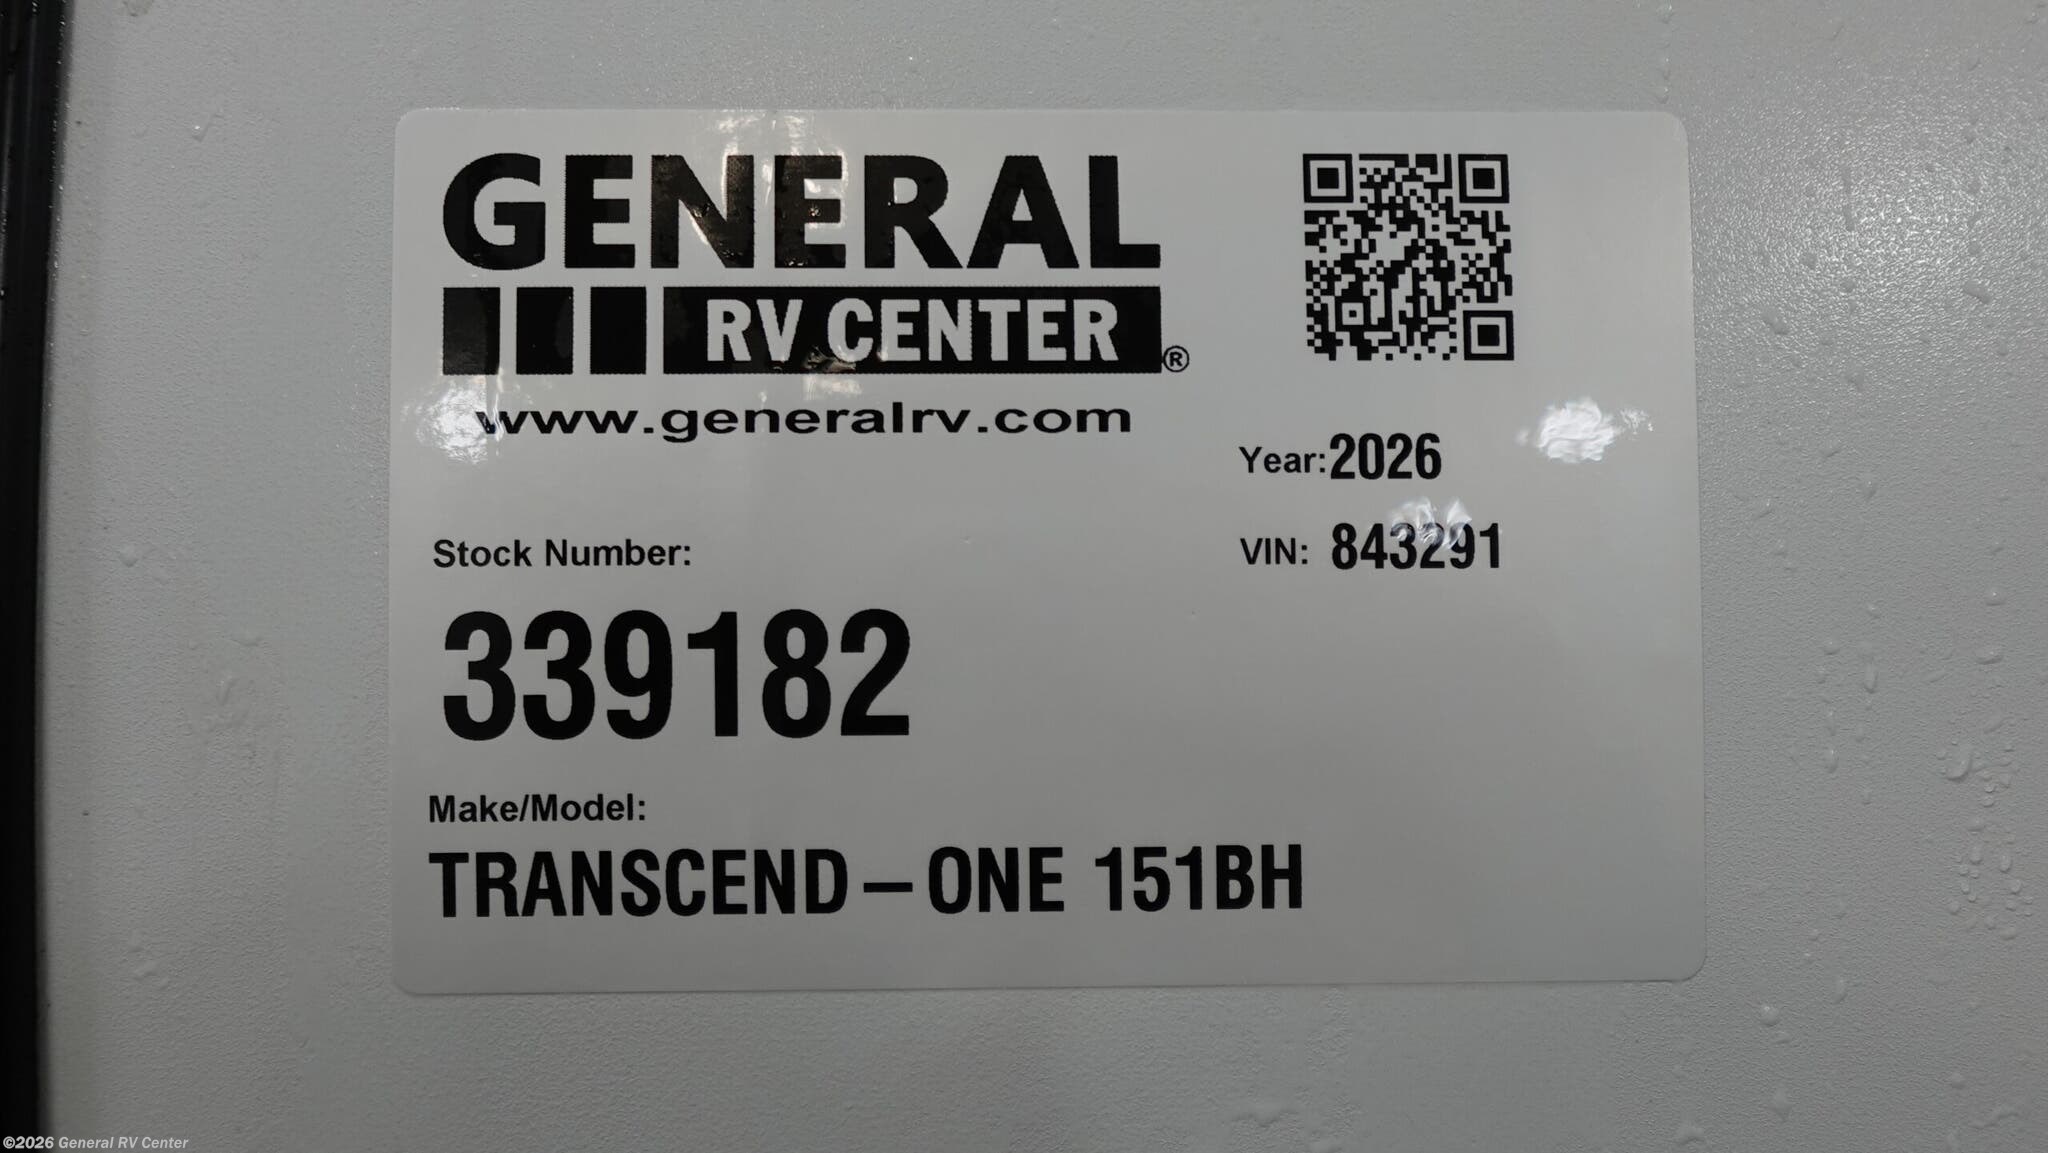 GENERAL
RV CENTER®
www.generalrv.com
Year: 2026
VIN: 843291
Stock Number:
339182
Make/Model:
TRANSCEND – ONE 151BH
©2026 General RV Center